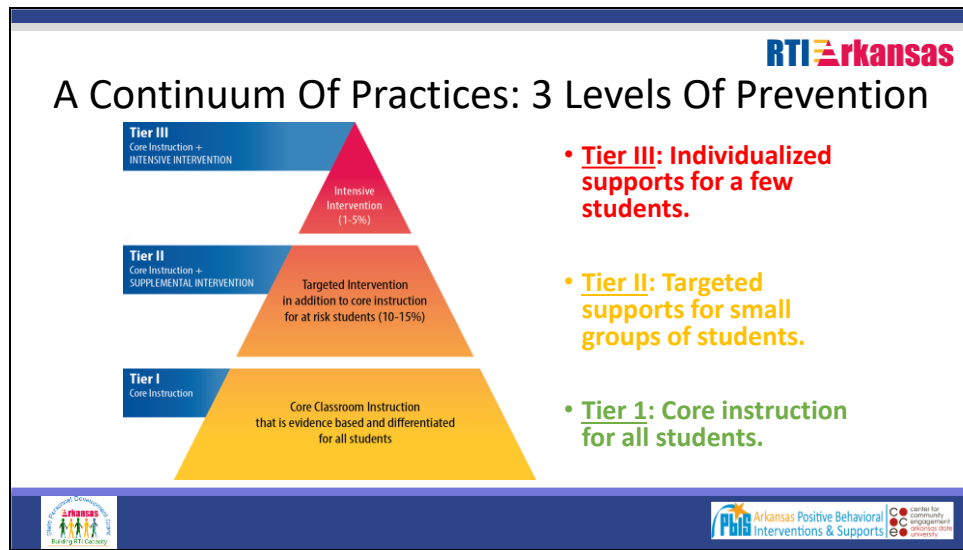 RTI Arkansas
A Continuum Of Practices: 3 Levels Of Prevention
Tier III
Core Instruction +
INTENSIVE INTERVENTION
Intensive
Intervention
(1-5%)
Tier II
Core Instruction +
SUPPLEMENTAL INTERVENTION
Targeted Intervention
in addition to core instruction
for at risk students (10-15%)
Tier I
Core Instruction
Core Classroom Instruction
that is evidence based and differentiated
for all students
• Tier III: Individualized
supports for a few
students.
• Tier II: Targeted
supports for small
groups of students.
• Tier 1: Core instruction
for all students.
State Personnel Development Grant
Arkansas
Building RTI Capacity
PBIS
Arkansas Positive Behavioral
Interventions & Supports
center for
community
engagement
arkansas state
university